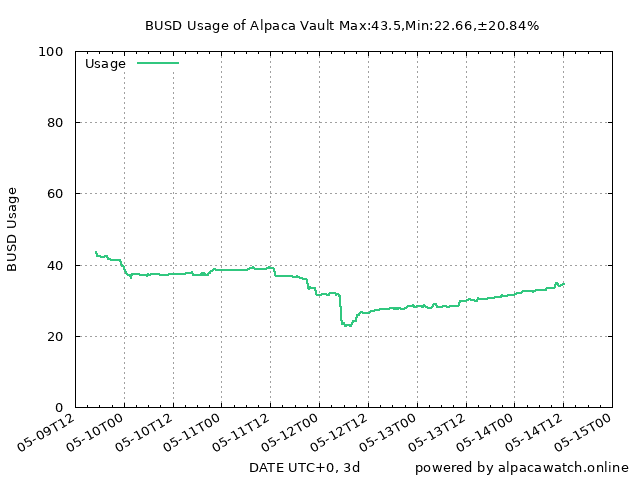 BUSD Usage of Alpaca Vault Max:43.5,Min:22.66,±20.84%
Usage
100
80
60
40
20
0
BUSD Usage
05-09T12
05-10T00
05-10T12
05-11T00
05-11T12
05-12T00
05-12T12
05-13T00
05-13T12
05-14T00
05-14T12
05-15T00
DATE UTC+0, 3d
powered by alpacawatch.online